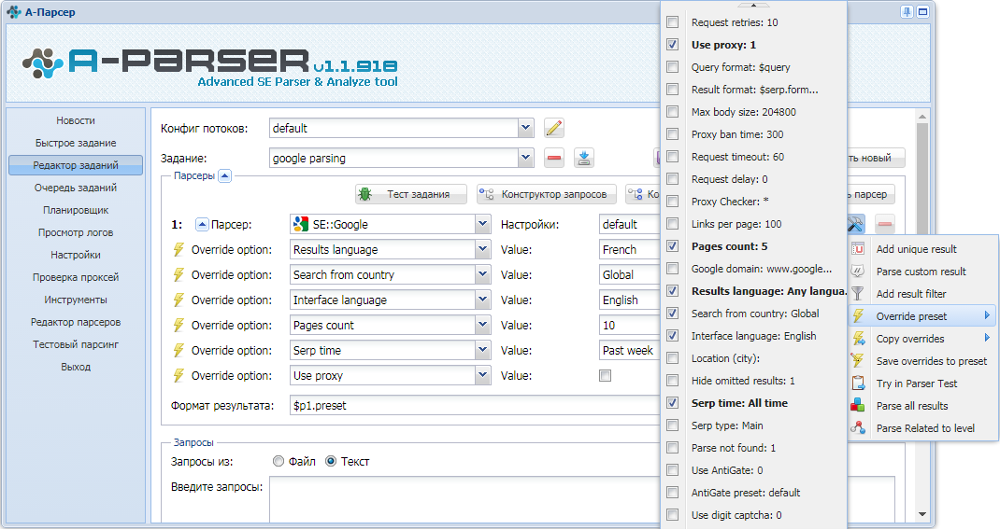 А-Парсер
A-PARSER v1.1.918
Advanced SE Parser & Analyze tool
Новости
Быстрое задание
Редактор заданий
Очередь заданий
Планировщик
Просмотр логов
Настройки
Проверка проксей
Инструменты
Редактор парсеров
Тестовый парсинг
Выход
Конфиг потоков: default
Задание: google parsing
ть новый
Парсеры
Тест задания
Конструктор запросов
Ко
ь парсер
1: Парсер: SE::Google Настройки: default
Override option: Results language Value: French
Override option: Search from country Value: Global
Override option: Interface language Value: English
Override option: Pages count Value: 10
Override option: Serp time Value: Past week
Override option: Use proxy Value:
Формат результата: $p1.preset
Запросы
Запросы из: Файл Текст
Введите запросы:
Request retries: 10
Use proxy: 1
Query format: $query
Result format: $serp.form...
Max body size: 204800
Proxy ban time: 300
Request timeout: 60
Request delay: 0
Proxy Checker: *
Links per page: 100
Pages count: 5
Google domain: www.google...
Results language: Any langua.
Search from country: Global
Interface language: English
Location (city):
Hide omitted results: 1
Serp time: All time
Serp type: Main
Parse not found: 1
Use AntiGate: 0
AntiGate preset: default
Use digit captcha: 0
Add unique result
Parse custom result
Add result filter
Override preset
Copy overrides
Save overrides to preset
Try in Parser Test
Parse all results
Parse Related to level